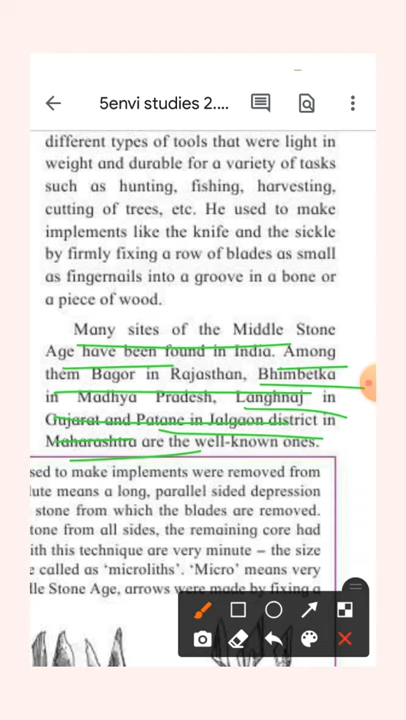 5envi studies 2....
different types of tools that were light in
weight and durable for a variety of tasks
such as hunting, fishing, harvesting,
cutting of trees, etc. He used to make
implements like the knife and the sickle
by firmly fixing a row of blades as small
as fingernails into a groove in a bone or
a piece of wood.
Many sites of the Middle Stone
Age have been found in India. Among
them Bagor in Rajasthan, Bhimbetka
in Madhya Pradesh, Langhnaj in
Gujarat and Patane in Jalgaon district in
Maharashtra are the well-known ones.
sed to make implements were removed from
lute means a long, parallel sided depression
stone from which the blades are removed.
tone from all sides, the remaining core had
ith this technique are very minute – the size
e called as ‘microliths’. ‘Micro’ means very
lle Stone Age, arrows were made by fixing a